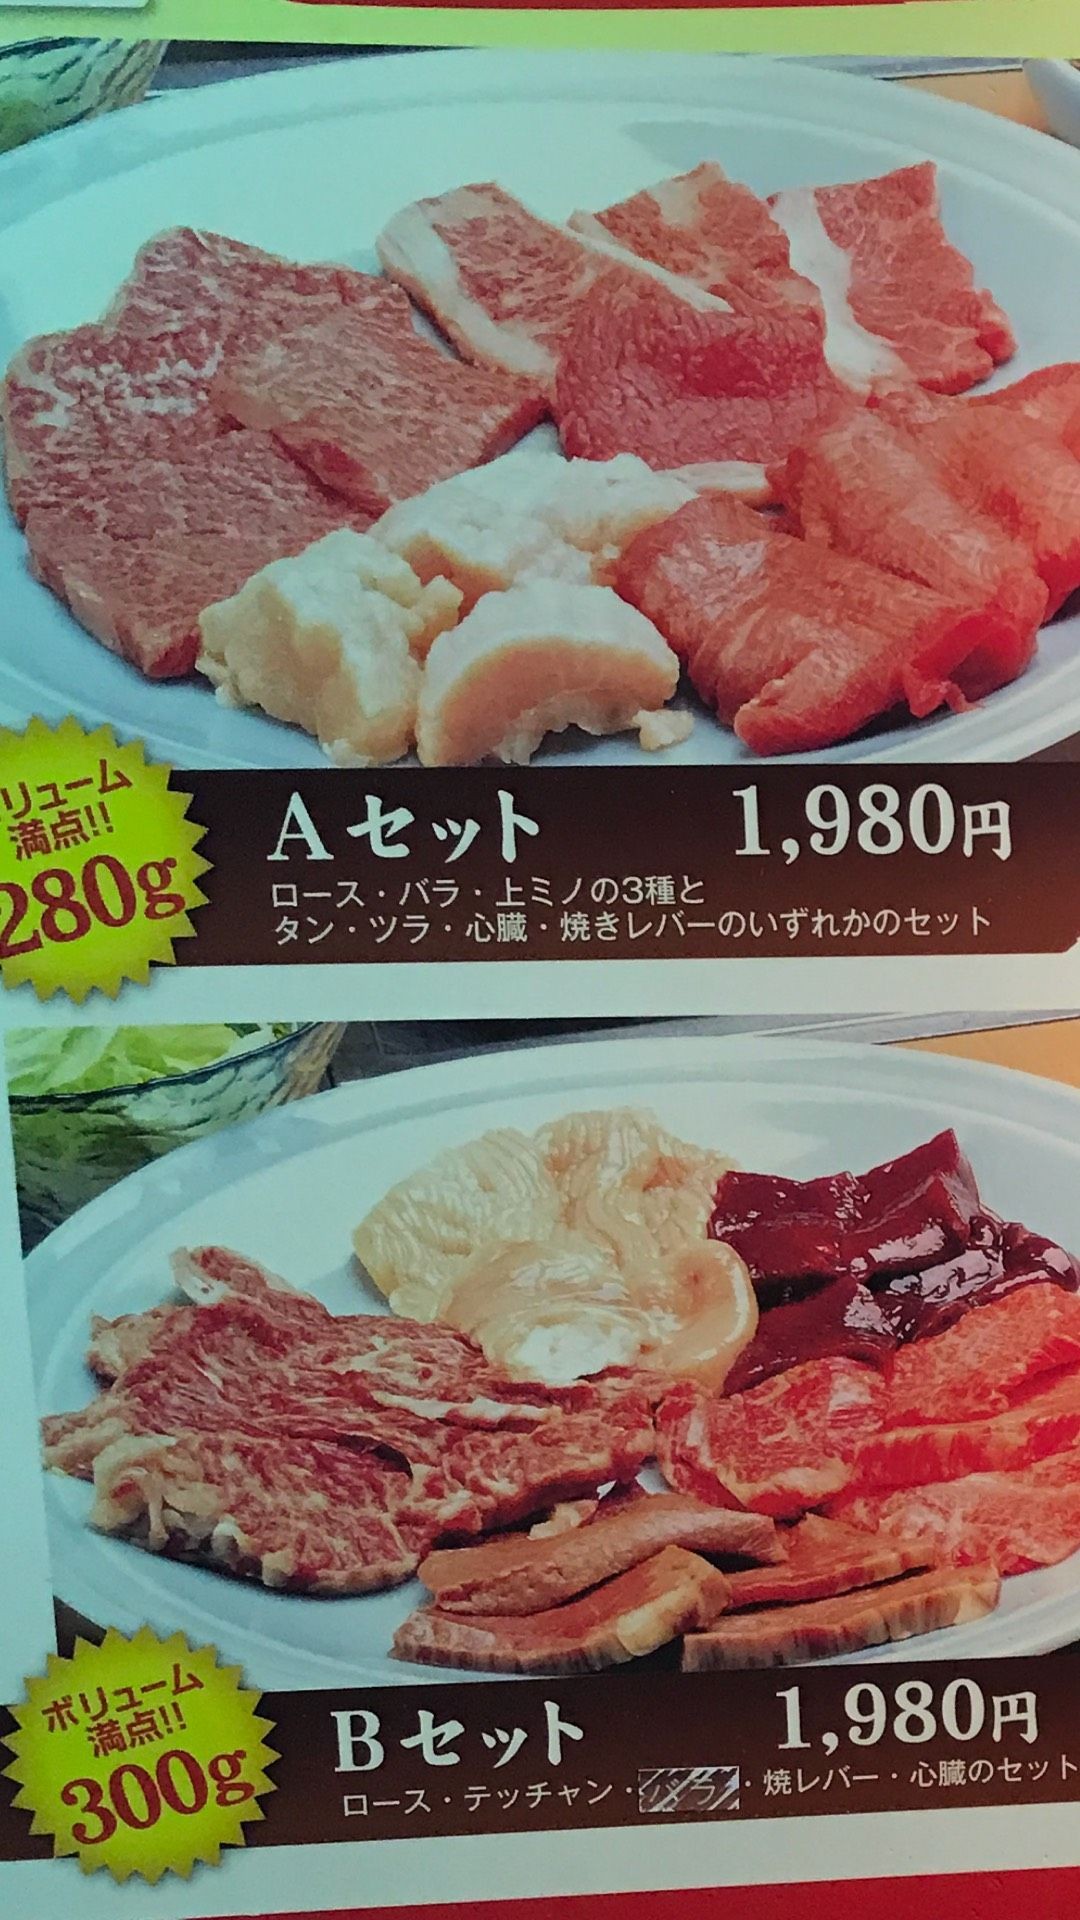 リューム
満点!!
280g
Aセット 1,980円
ロース・バラ・上ミノの3種と
タン・ツラ・心臓・焼きレバーのいずれかのセット
ボリューム
満点!!
300g
Bセット 1,980円
ロース・テッチャン・バラ・焼レバー・心臓のセット